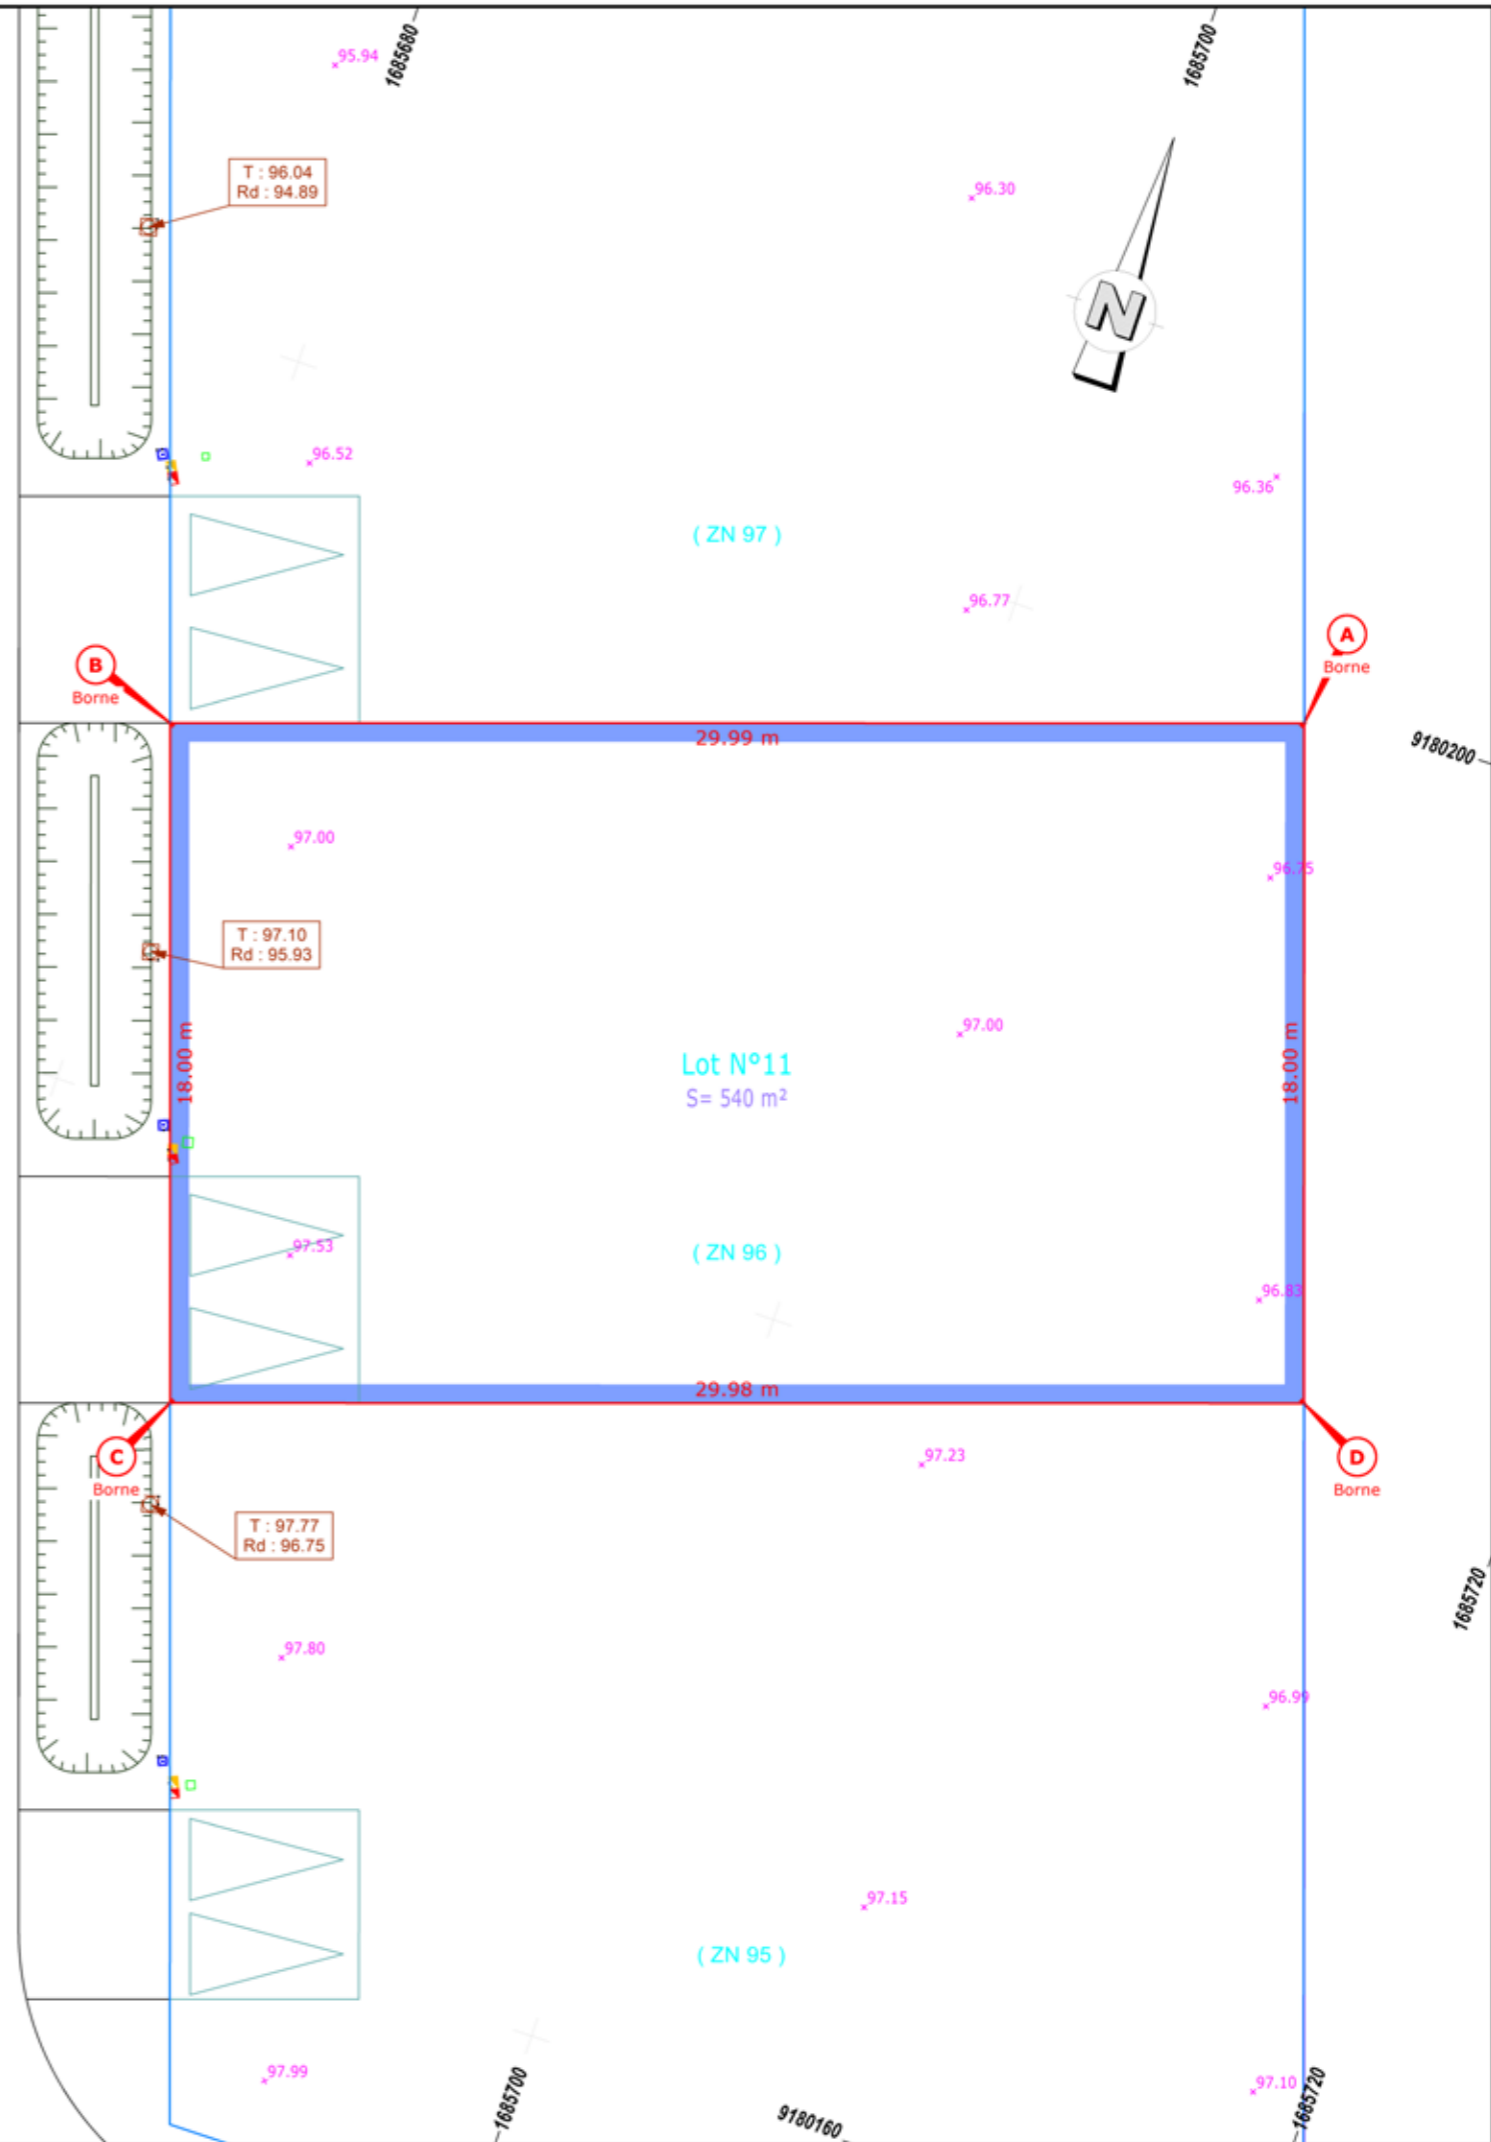 1685680
1685700
95.94
T : 96.04
Rd : 94.89
96.30
N
96.52
96.36
( ZN 97 )
96.77
A
Borne
B
Borne
29.99 m
9180200
97.00
96.75
T : 97.10
Rd : 95.93
97.00
18.00 m
18.00 m
Lot N°11
S= 540 m²
97.53
( ZN 96 )
96.83
29.98 m
C
Borne
97.23
D
Borne
T : 97.77
Rd : 96.75
1685720
97.80
96.99
97.15
( ZN 95 )
97.99
97.10
1685700
9180160
1685720